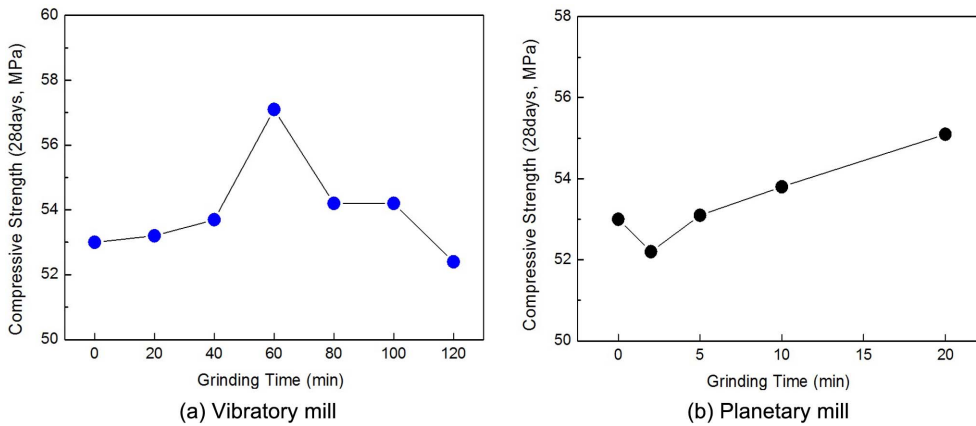 60
58
56
54
52
50
Compressive Strength (28days, MPa)
0 20 40 60 80 100 120
Grinding Time (min)
(a) Vibratory mill
58
56
54
52
50
Compressive Strength (28days, MPa)
0 5 10 15 20
Grinding Time (min)
(b) Planetary mill